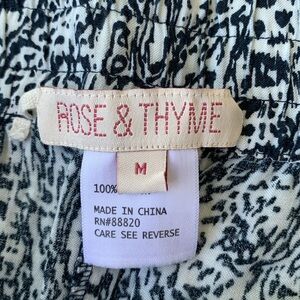 ROSE & THYME
M
100%
MADE IN CHINA
RN#88820
CARE SEE REVERSE